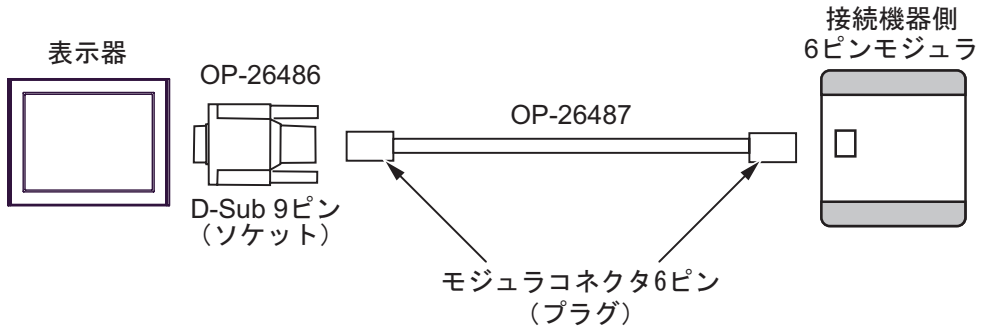 表示器
OP-26486
D-Sub 9ピン
（ソケット）
OP-26487
モジュラコネクタ6ピン
（プラグ）
接続機器側
6ピンモジュラ